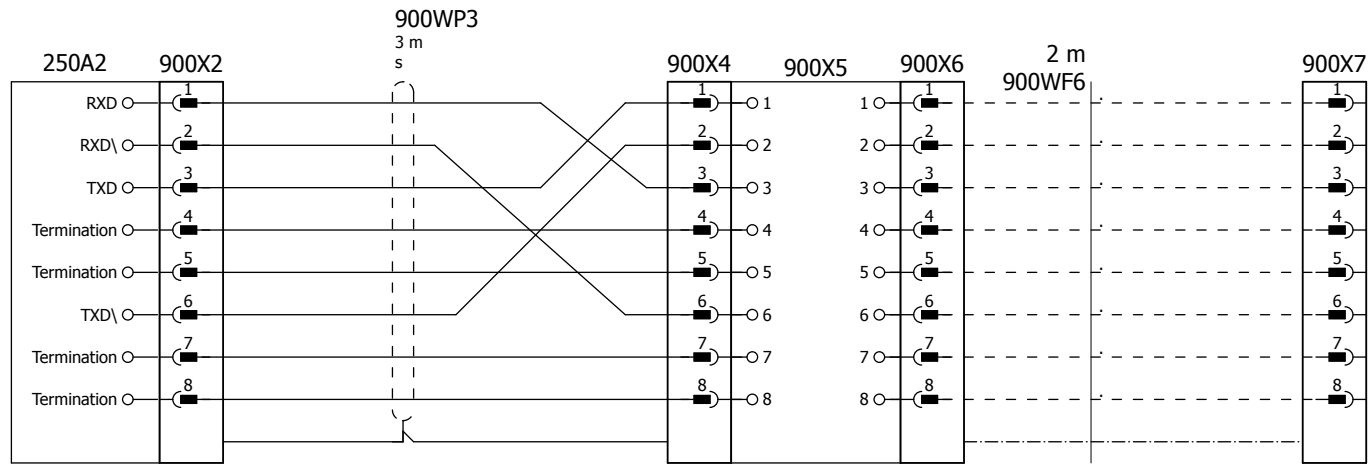 900WP3
3 m
s
250A2 900X2 900X4 900X5 900X6 2 m 900X7
900WF6
RXD 1 1 1 1 1 1
RXD\ 2 2 2 2 2 2
TXD 3 3 3 3 3 3
Termination 4 4 4 4 4 4
Termination 5 5 5 5 5 5
TXD\ 6 6 6 6 6 6
Termination 7 7 7 7 7 7
Termination 8 8 8 8 8 8